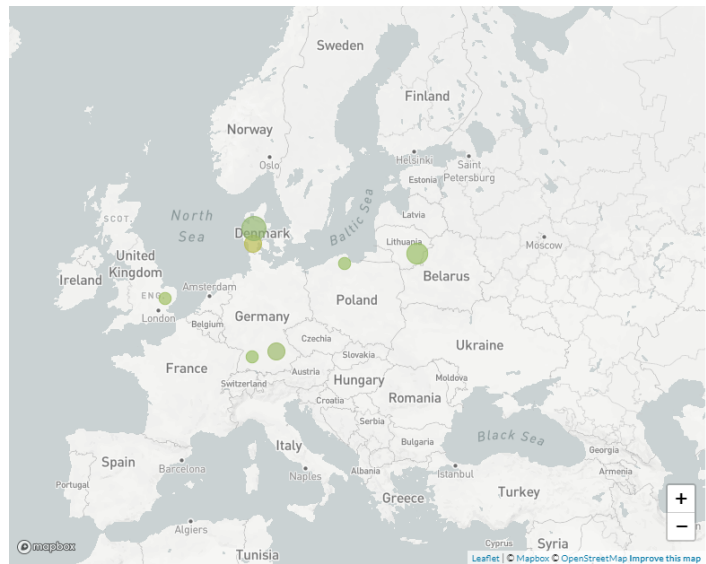 Sweden
Finland
Norway
Oslo
Helsinki
Saint
Petersburg
Estonia
SCOT.
North
Sea
Baltic Sea
Latvia
Denmark
Lithuania
Moscow
United
Kingdom
Ireland
Belarus
Amsterdam
ENG
London
Poland
Germany
Belgium
Czechia
Ukraine
Slovakia
France
Austria
Switzerland
Hungary
Moldova
Romania
Croatia
Serbia
Black Sea
Italy
Bulgaria
Georgia
Spain
Barcelona
Naples
Albania
Istanbul
Armenia
Portugal
Greece
Turkey
+
−
Algiers
Tunisia
Cyprus
Syria
mapbox
Leaflet | © Mapbox © OpenStreetMap Improve this map